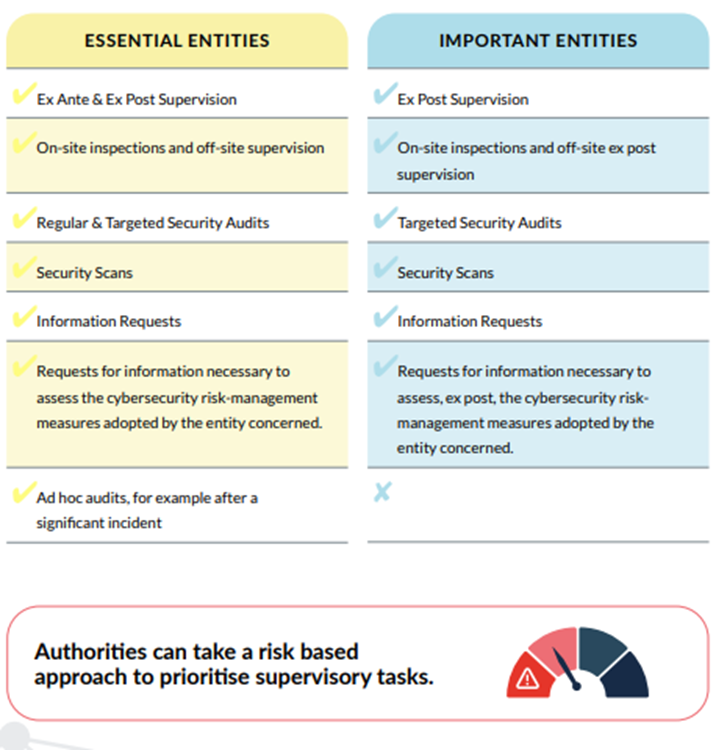 ESSENTIAL ENTITIES
Ex Ante & Ex Post Supervision
On-site inspections and off-site supervision
Regular & Targeted Security Audits
Security Scans
Information Requests
Requests for information necessary to
assess the cybersecurity risk-management
measures adopted by the entity concerned.
Ad hoc audits, for example after a
significant incident
IMPORTANT ENTITIES
Ex Post Supervision
On-site inspections and off-site ex post
supervision
Targeted Security Audits
Security Scans
Information Requests
Requests for information necessary to
assess, ex post, the cybersecurity risk-
management measures adopted by the
entity concerned.
Authorities can take a risk based
approach to prioritise supervisory tasks.